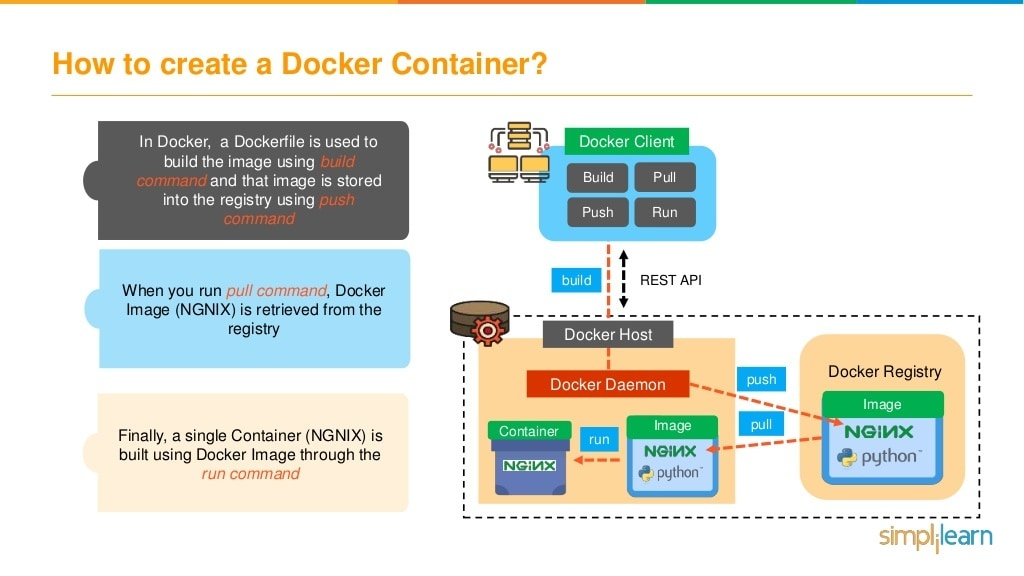 How to create a Docker Container?
In Docker, a Dockerfile is used to
build the image using build
command and that image is stored
into the registry using push
command
When you run pull command, Docker
Image (NGNIX) is retrieved from the
registry
Finally, a single Container (NGNIX) is
built using Docker Image through the
run command
Docker Client
Build
Pull
Push
Run
build
REST API
Docker Host
Docker Daemon
push
pull
Docker Registry
Image
NGINX
python™
Image
NGINX
python™
run
Container
NGINX
simplilearn